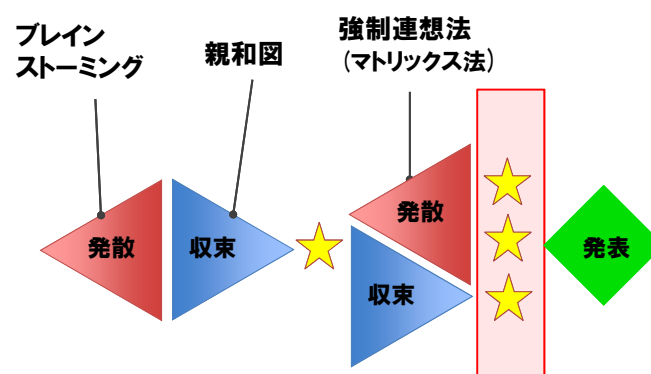 ブレイン
ストーミング
親和図
強制連想法
(マトリックス法)
発散
収束
発散
収束
発表